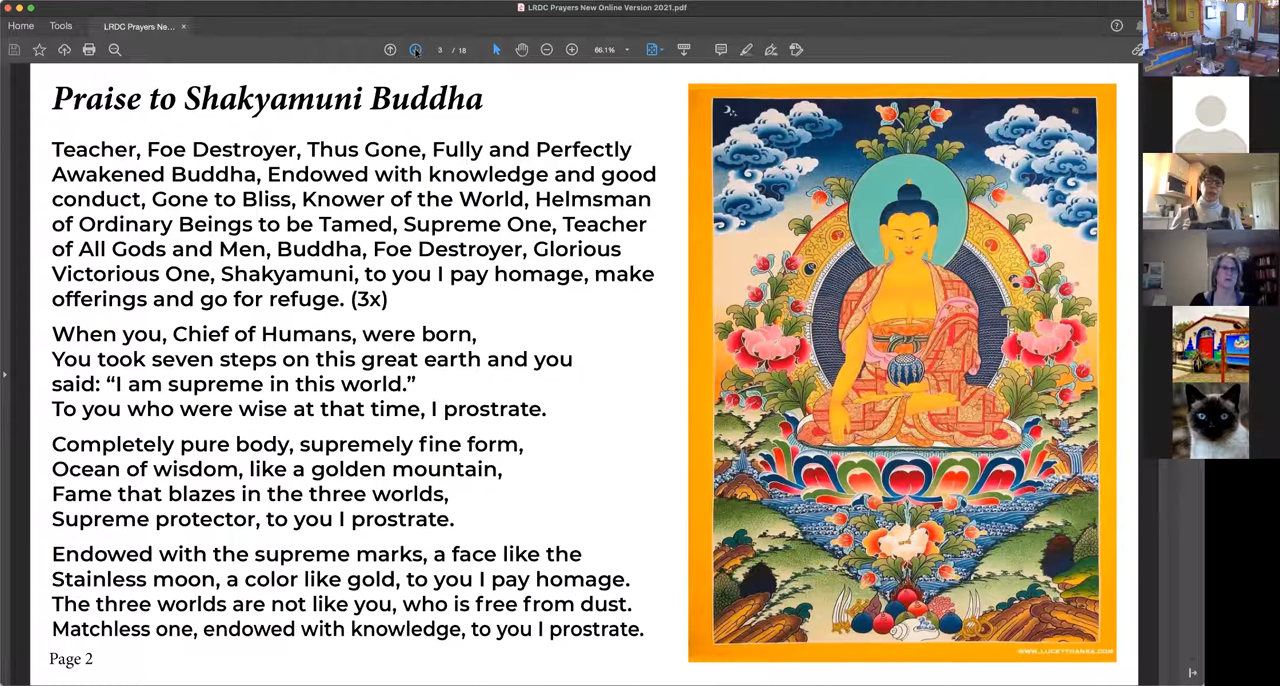 LRDC Prayers New Online Version 2021.pdf
Home Tools LRDC Prayers Ne... ×
3 / 18 66.1%
Praise to Shakyamuni Buddha
Teacher, Foe Destroyer, Thus Gone, Fully and Perfectly
Awakened Buddha, Endowed with knowledge and good
conduct, Gone to Bliss, Knower of the World, Helmsman
of Ordinary Beings to be Tamed, Supreme One, Teacher
of All Gods and Men, Buddha, Foe Destroyer, Glorious
Victorious One, Shakyamuni, to you I pay homage, make
offerings and go for refuge. (3x)
When you, Chief of Humans, were born,
You took seven steps on this great earth and you
said: “I am supreme in this world.”
To you who were wise at that time, I prostrate.
Completely pure body, supremely fine form,
Ocean of wisdom, like a golden mountain,
Fame that blazes in the three worlds,
Supreme protector, to you I prostrate.
Endowed with the supreme marks, a face like the
Stainless moon, a color like gold, to you I pay homage.
The three worlds are not like you, who is free from dust.
Matchless one, endowed with knowledge, to you I prostrate.
Page 2
WWW.LUCKYTHANKA.COM